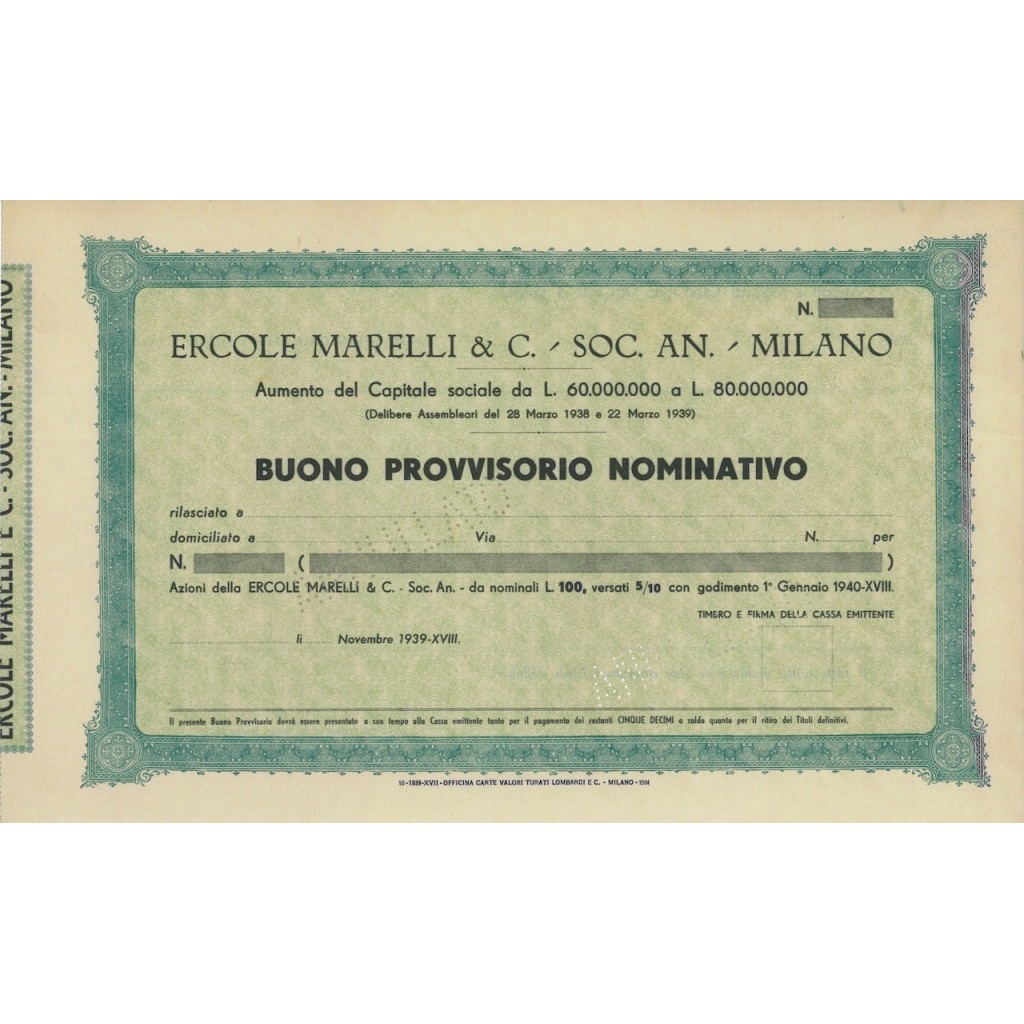 N.
ERCOLE MARELLI & C. - SOC. AN. - MILANO
Aumento del Capitale sociale da L. 60.000.000 a L. 80.000.000
(Delibere Assembleari del 28 Marzo 1938 e 22 Marzo 1939)
BUONO PROVVISORIO NOMINATIVO
rilasciato a
domiciliato a Via N. per
N. ( )
Azioni della ERCOLE MARELLI & C. - Soc. An. - da nominali L. 100, versati 5/10 con godimento 1° Gennaio 1940-XVIII.
TIMBRO E FIRMA DELLA CASSA EMITTENTE
li Novembre 1939-XVIII.
Il presente Buono Provvisorio dovrà essere presentato a suo tempo alla Cassa emittente tanto per il pagamento dei restanti CINQUE DECIMI a saldo quanto per il ritiro dei Titoli definitivi.
10-1939-XVII - OFFICINA CARTE VALORI TURATI LOMBARDI E C. - MILANO - 1504
ERCOLE MARELLI E C. - SOC. AN. - MILANO